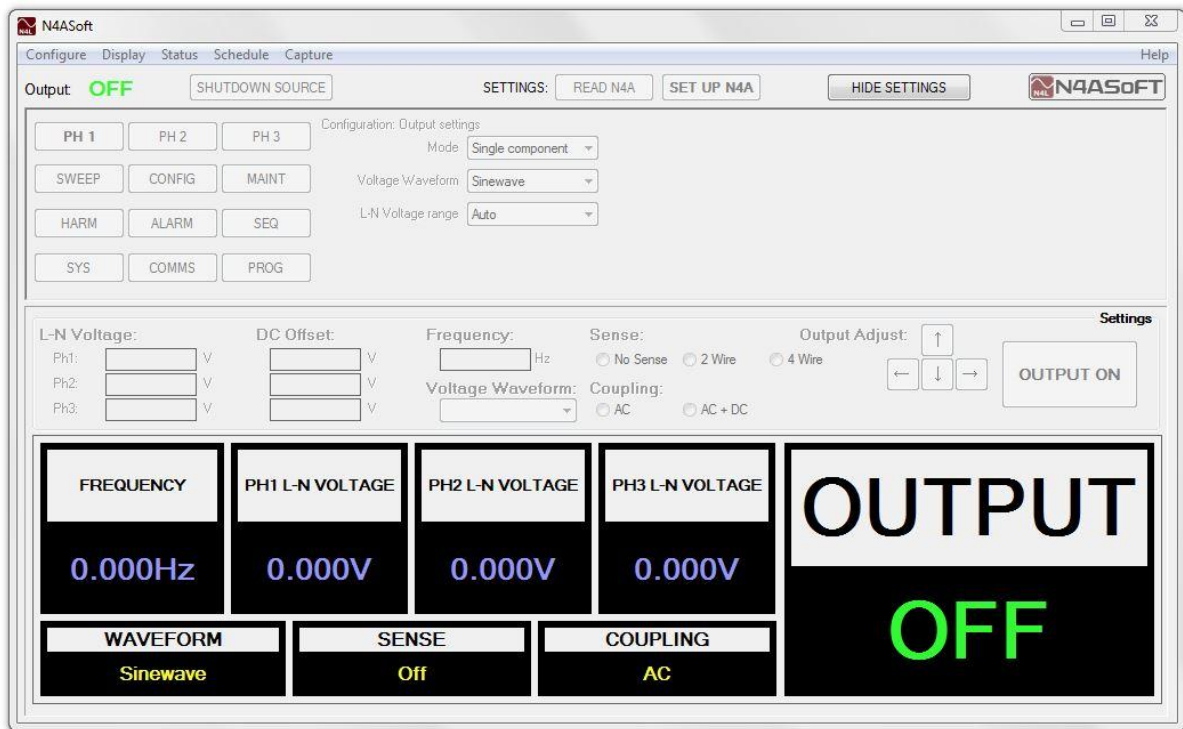 N4ASoft
Configure Display Status Schedule Capture Help
Output: OFF SHUTDOWN SOURCE SETTINGS: READ N4A SET UP N4A HIDE SETTINGS N4L N4ASoFT
Configuration: Output settings
PH 1 PH 2 PH 3 Mode Single component
SWEEP CONFIG MAINT Voltage Waveform Sinewave
HARM ALARM SEQ L-N Voltage range Auto
SYS COMMS PROG
Settings
L-N Voltage: DC Offset: Frequency: Sense: Output Adjust: ↑
Ph1: V V Hz No Sense 2 Wire 4 Wire
Ph2: V V Voltage Waveform: Coupling: ← ↓ → OUTPUT ON
Ph3: V V AC AC + DC
FREQUENCY PH1 L-N VOLTAGE PH2 L-N VOLTAGE PH3 L-N VOLTAGE OUTPUT
0.000Hz 0.000V 0.000V 0.000V OFF
WAVEFORM SENSE COUPLING
Sinewave Off AC